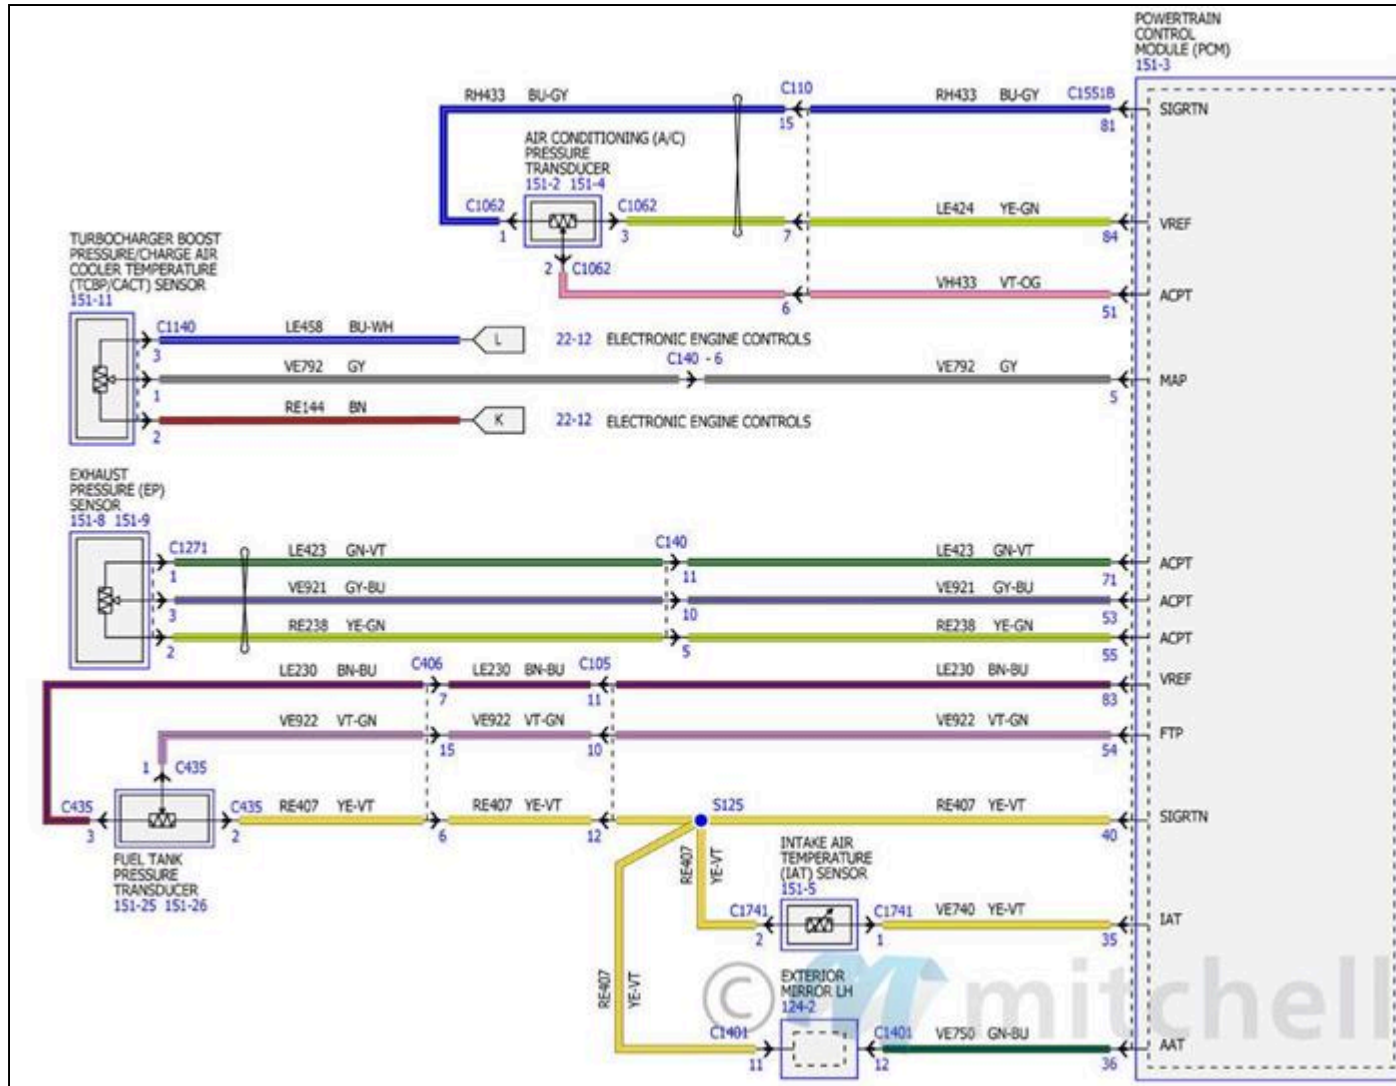 POWERTRAIN
CONTROL
MODULE (PCM)
151-3
RH433 BU-GY
C110
15
RH433 BU-GY
C1551B
81
SIGRTN
AIR CONDITIONING (A/C)
PRESSURE
TRANSDUCER
151-2 151-4
C1062
1
C1062
3
7
LE424 YE-GN
84
VREF
2
C1062
6
VH433 VT-OG
51
ACPT
TURBOCHARGER BOOST
PRESSURE/CHARGE AIR
COOLER TEMPERATURE
(TCBP/CACT) SENSOR
151-11
C1140
3
LE458 BU-WH
L
22-12 ELECTRONIC ENGINE CONTROLS
1
VE792 GY
C140 - 6
VE792 GY
5
MAP
2
RE144 BN
K
22-12 ELECTRONIC ENGINE CONTROLS
EXHAUST
PRESSURE (EP)
SENSOR
151-8 151-9
C1271
1
LE423 GN-VT
C140
11
LE423 GN-VT
71
ACPT
3
VE921 GY-BU
10
VE921 GY-BU
53
ACPT
2
RE238 YE-GN
5
RE238 YE-GN
55
ACPT
LE230 BN-BU
C406
7
LE230 BN-BU
C105
11
LE230 BN-BU
83
VREF
VE922 VT-GN
15
VE922 VT-GN
10
VE922 VT-GN
54
FTP
1
C435
C435
3
C435
2
RE407 YE-VT
6
RE407 YE-VT
12
S125
RE407 YE-VT
40
SIGRTN
FUEL TANK
PRESSURE
TRANSDUCER
151-25 151-26
RE407
YE-VT
INTAKE AIR
TEMPERATURE
(IAT) SENSOR
151-5
C1741
2
C1741
1
VE740 YE-VT
35
IAT
RE407
YE-VT
EXTERIOR
MIRROR LH
124-2
C1401
11
C1401
12
VE750 GN-BU
36
AAT
© mitchell